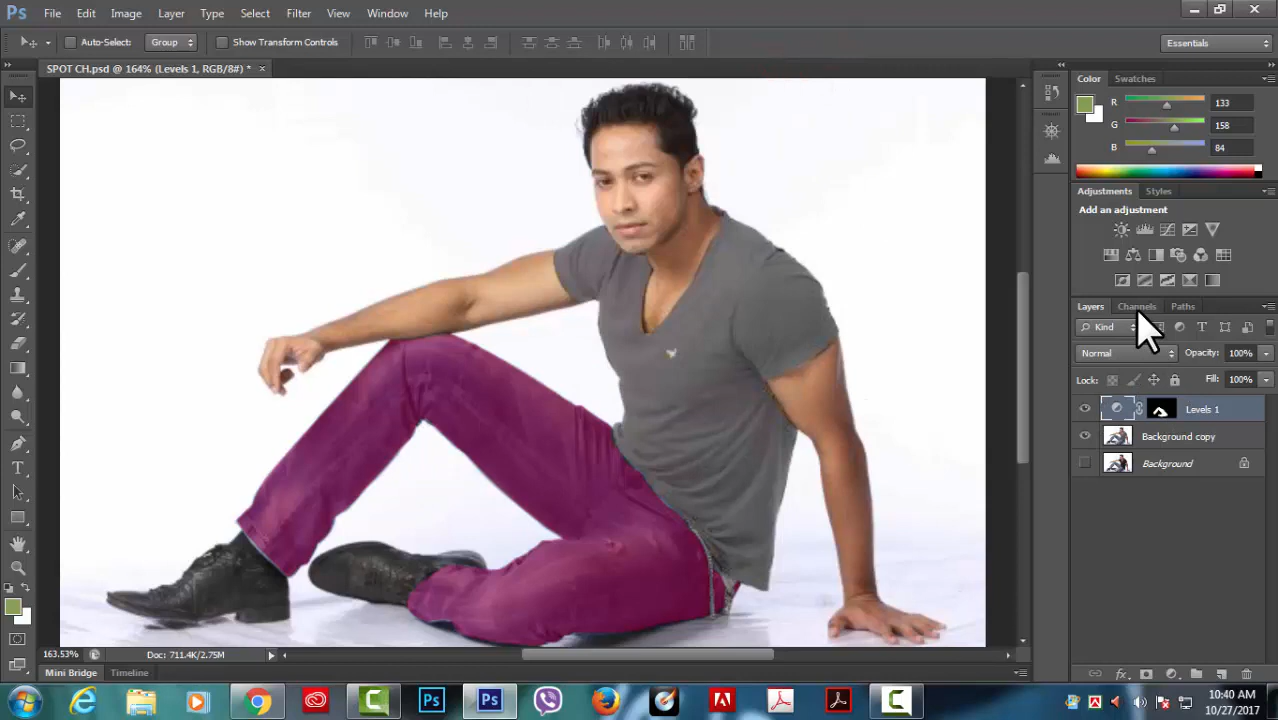 Ps File Edit Image Layer Type Select Filter View Window Help
Auto-Select: Group Show Transform Controls Essentials
SPOT CH.psd @ 164% (Levels 1, RGB/8#) * ×
Color Swatches
R 133
G 158
B 84
Adjustments Styles
Add an adjustment
Layers Channels Paths
Kind
Normal Opacity: 100%
Lock: Fill: 100%
Levels 1
Background copy
Background
163.53% Doc: 711.4K/2.75M
Mini Bridge Timeline
Ps Ps
10:40 AM
10/27/2017